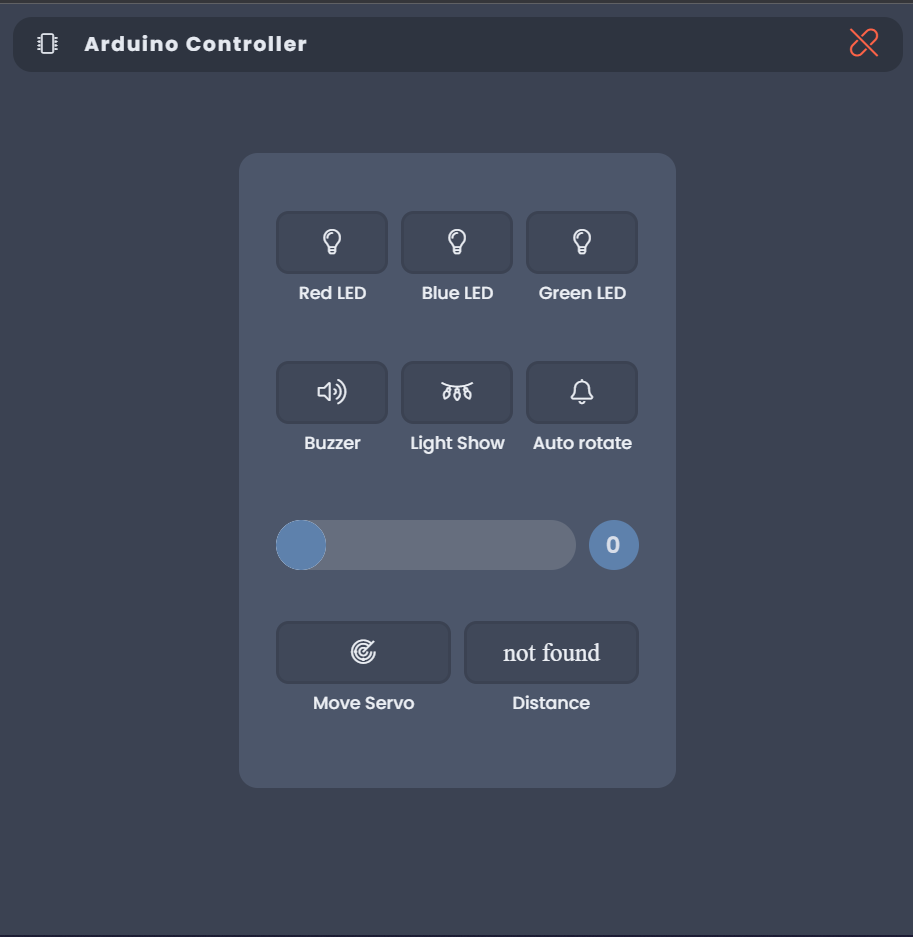 Arduino Controller
Red LED
Blue LED
Green LED
Buzzer
Light Show
Auto rotate
0
not found
Move Servo
Distance